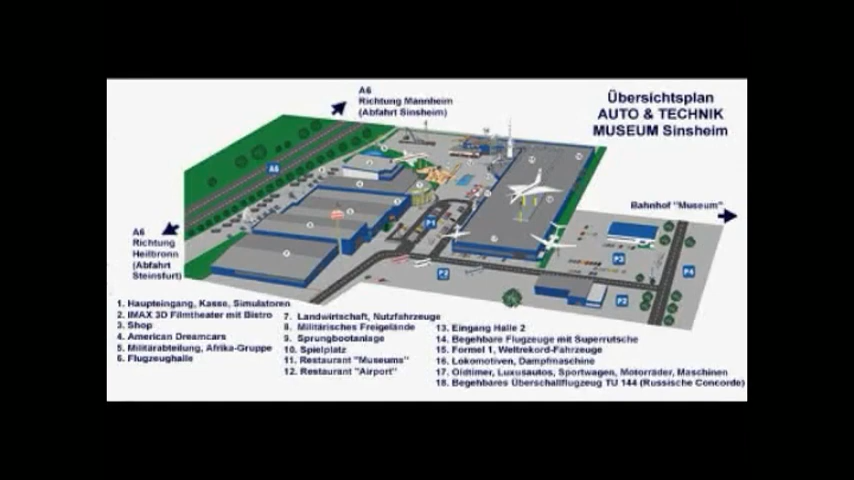 A6
Richtung Mannheim
(Abfahrt Sinsheim)
Übersichtsplan
AUTO & TECHNIK
MUSEUM Sinsheim
A6
Bahnhof "Museum"
P1
A6
Richtung
Heilbronn
(Abfahrt
Steinsfurt)
P3
P4
P2
P2
1. Haupteingang, Kasse, Simulatoren
2. IMAX 3D Filmtheater mit Bistro
3. Shop
4. American Dreamcars
5. Militärabteilung, Afrika-Gruppe
6. Flugzeughalle
7. Landwirtschaft, Nutzfahrzeuge
8. Militärisches Freigelände
9. Sprungbootanlage
10. Spielplatz
11. Restaurant "Museums"
12. Restaurant "Airport"
13. Eingang Halle 2
14. Begehbare Flugzeuge mit Superrutsche
15. Formel 1, Weltrekord-Fahrzeuge
16. Lokomotiven, Dampfmaschine
17. Oldtimer, Luxusautos, Sportwagen, Motorräder, Maschinen
18. Begehbares Überschallflugzeug TU 144 (Russische Concorde)